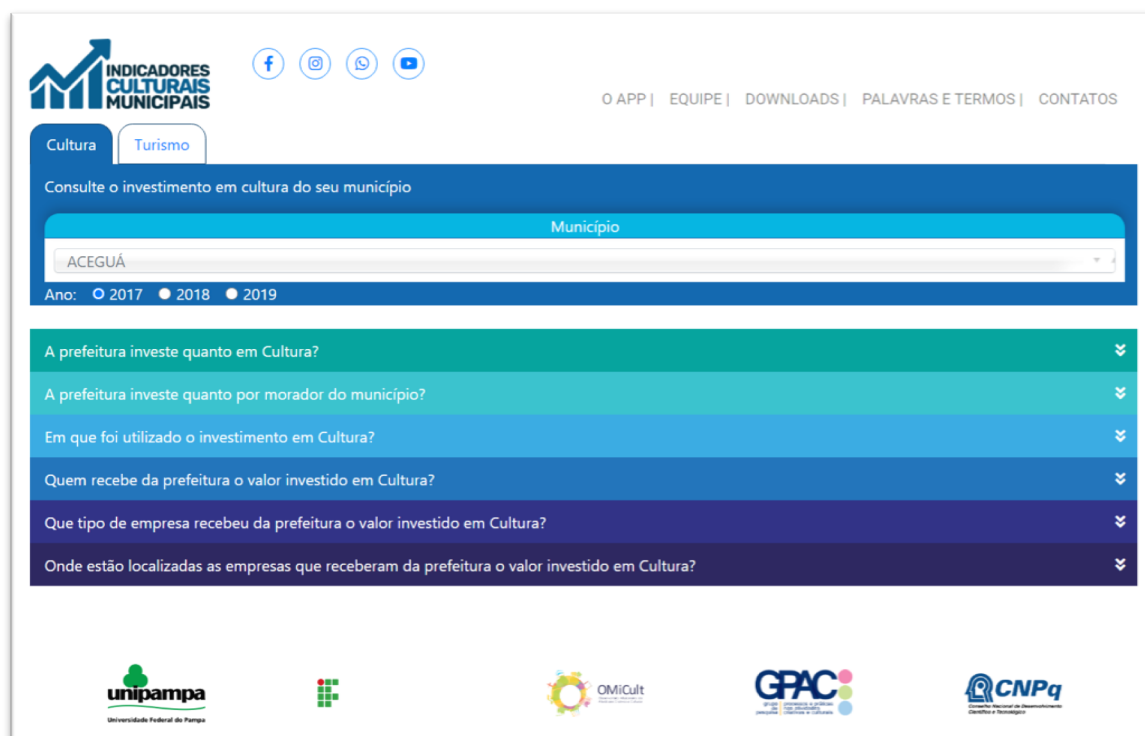 INDICADORES
CULTURAIS
MUNICIPAIS
O APP | EQUIPE | DOWNLOADS | PALAVRAS E TERMOS | CONTATOS
Cultura Turismo
Consulte o investimento em cultura do seu município
Município
ACEGUÁ
Ano: 2017 2018 2019
A prefeitura investe quanto em Cultura?
A prefeitura investe quanto por morador do município?
Em que foi utilizado o investimento em Cultura?
Quem recebe da prefeitura o valor investido em Cultura?
Que tipo de empresa recebeu da prefeitura o valor investido em Cultura?
Onde estão localizadas as empresas que receberam da prefeitura o valor investido em Cultura?
unipampa
Universidade Federal do Pampa
OMiCult
GPAC
grupo de pesquisa
CNPq
Conselho Nacional de Desenvolvimento
Científico e Tecnológico